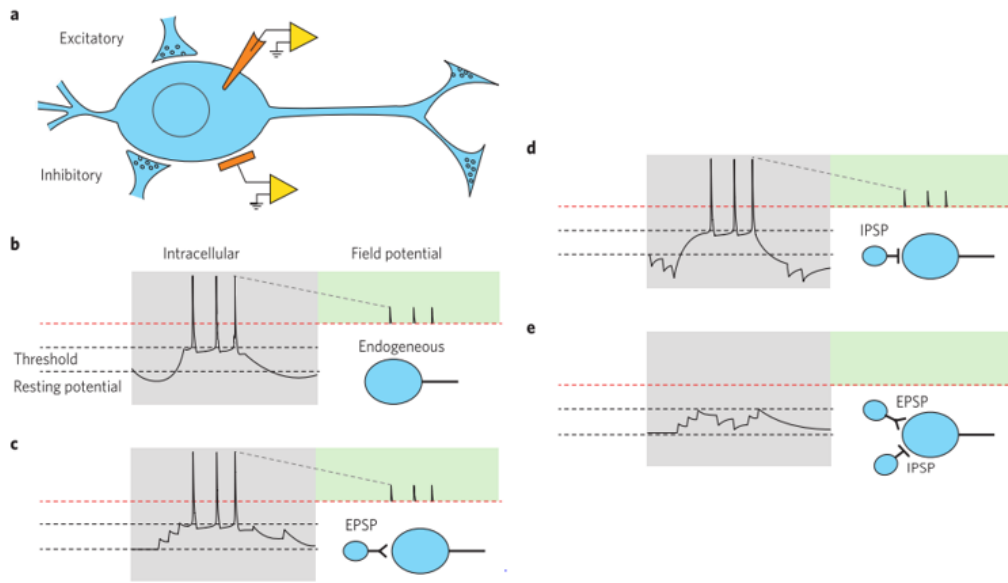 a
Excitatory
Inhibitory
b
Intracellular
Field potential
Threshold
Resting potential
Endogeneous
c
EPSP
d
IPSP
e
EPSP
IPSP